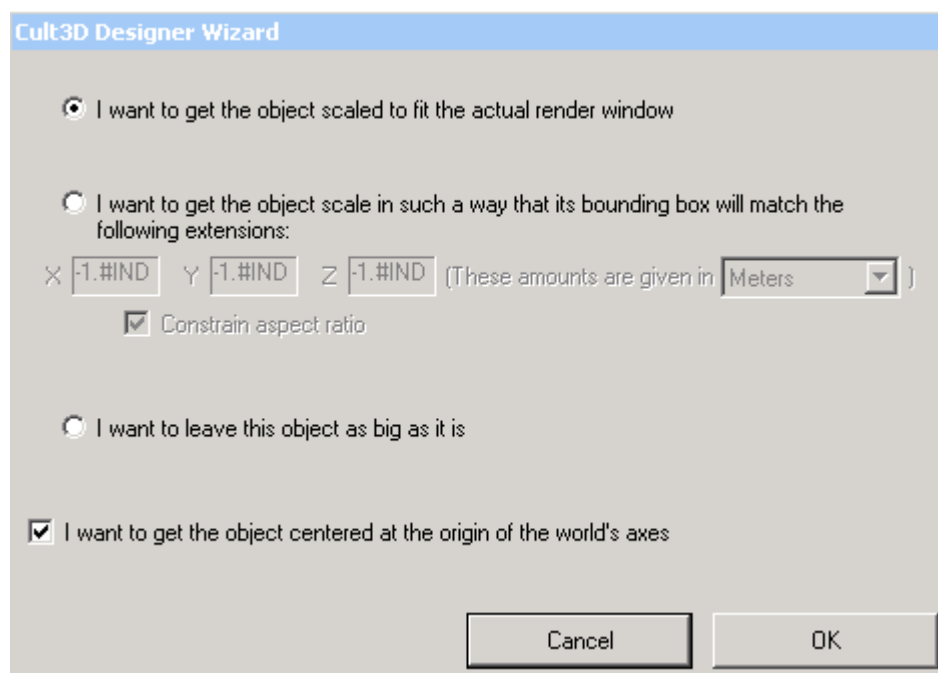 Cult3D Designer Wizard
I want to get the object scaled to fit the actual render window
I want to get the object scale in such a way that its bounding box will match the
following extensions:
X -1.#IND Y -1.#IND Z -1.#IND (These amounts are given in Meters )
Constrain aspect ratio
I want to leave this object as big as it is
I want to get the object centered at the origin of the world's axes
Cancel OK